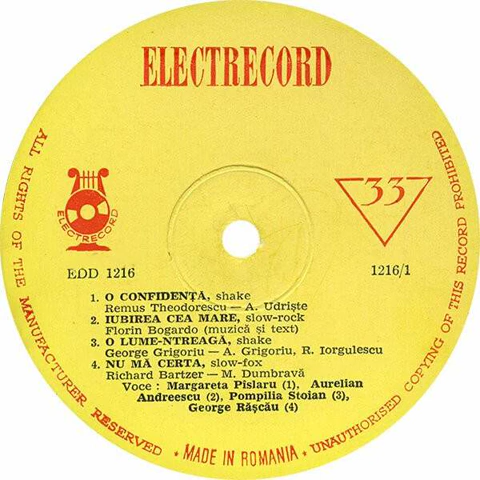 ELECTRECORD
ELECTRECORD
33
EDD 1216
1216/1
1. O CONFIDENȚĂ, shake
Remus Theodorescu — A. Udriște
2. IUBIREA CEA MARE, slow-rock
Florin Bogardo (muzică și text)
3. O LUME-NTREAGĂ, shake
George Grigoriu — A. Grigoriu, R. Iorgulescu
4. NU MĂ CERTA, slow-fox
Richard Bartzer — M. Dumbravă
Voce : Margareta Pîslaru (1), Aurelian
Andreescu (2), Pompilia Stoian (3),
George Rășcău (4)
ALL RIGHTS OF THE MANUFACTURER RESERVED • MADE IN ROMANIA • UNAUTHORISED COPYING OF THIS RECORD PROHIBITED